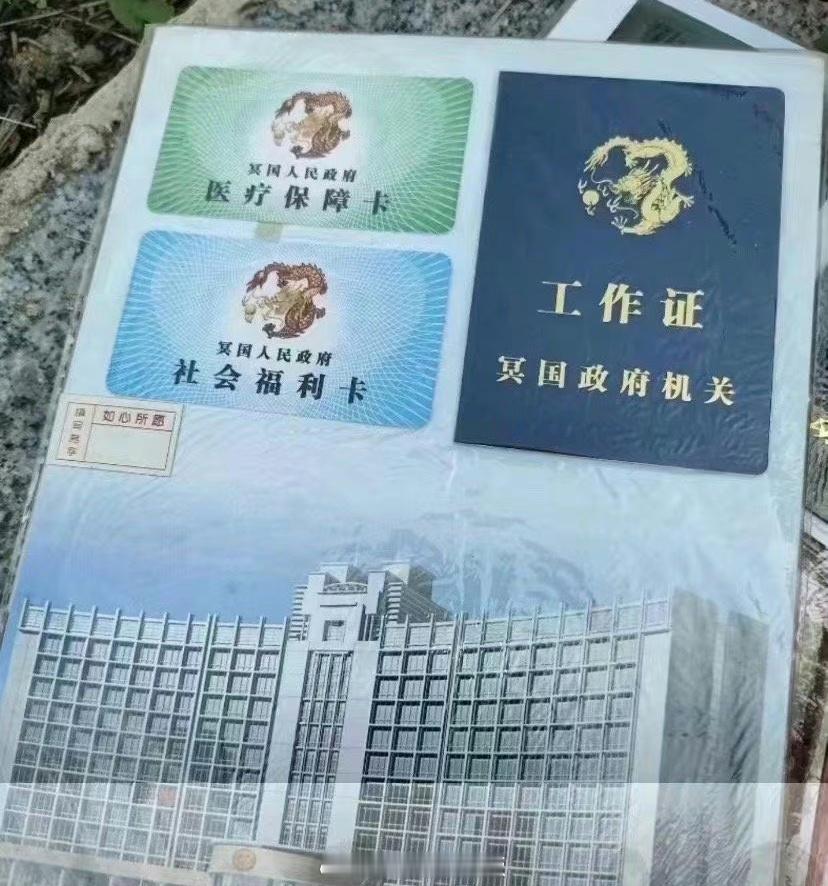 冥国人民政府
医疗保障卡
冥国人民政府
社会福利卡
工作证
冥国政府机关
如心所愿